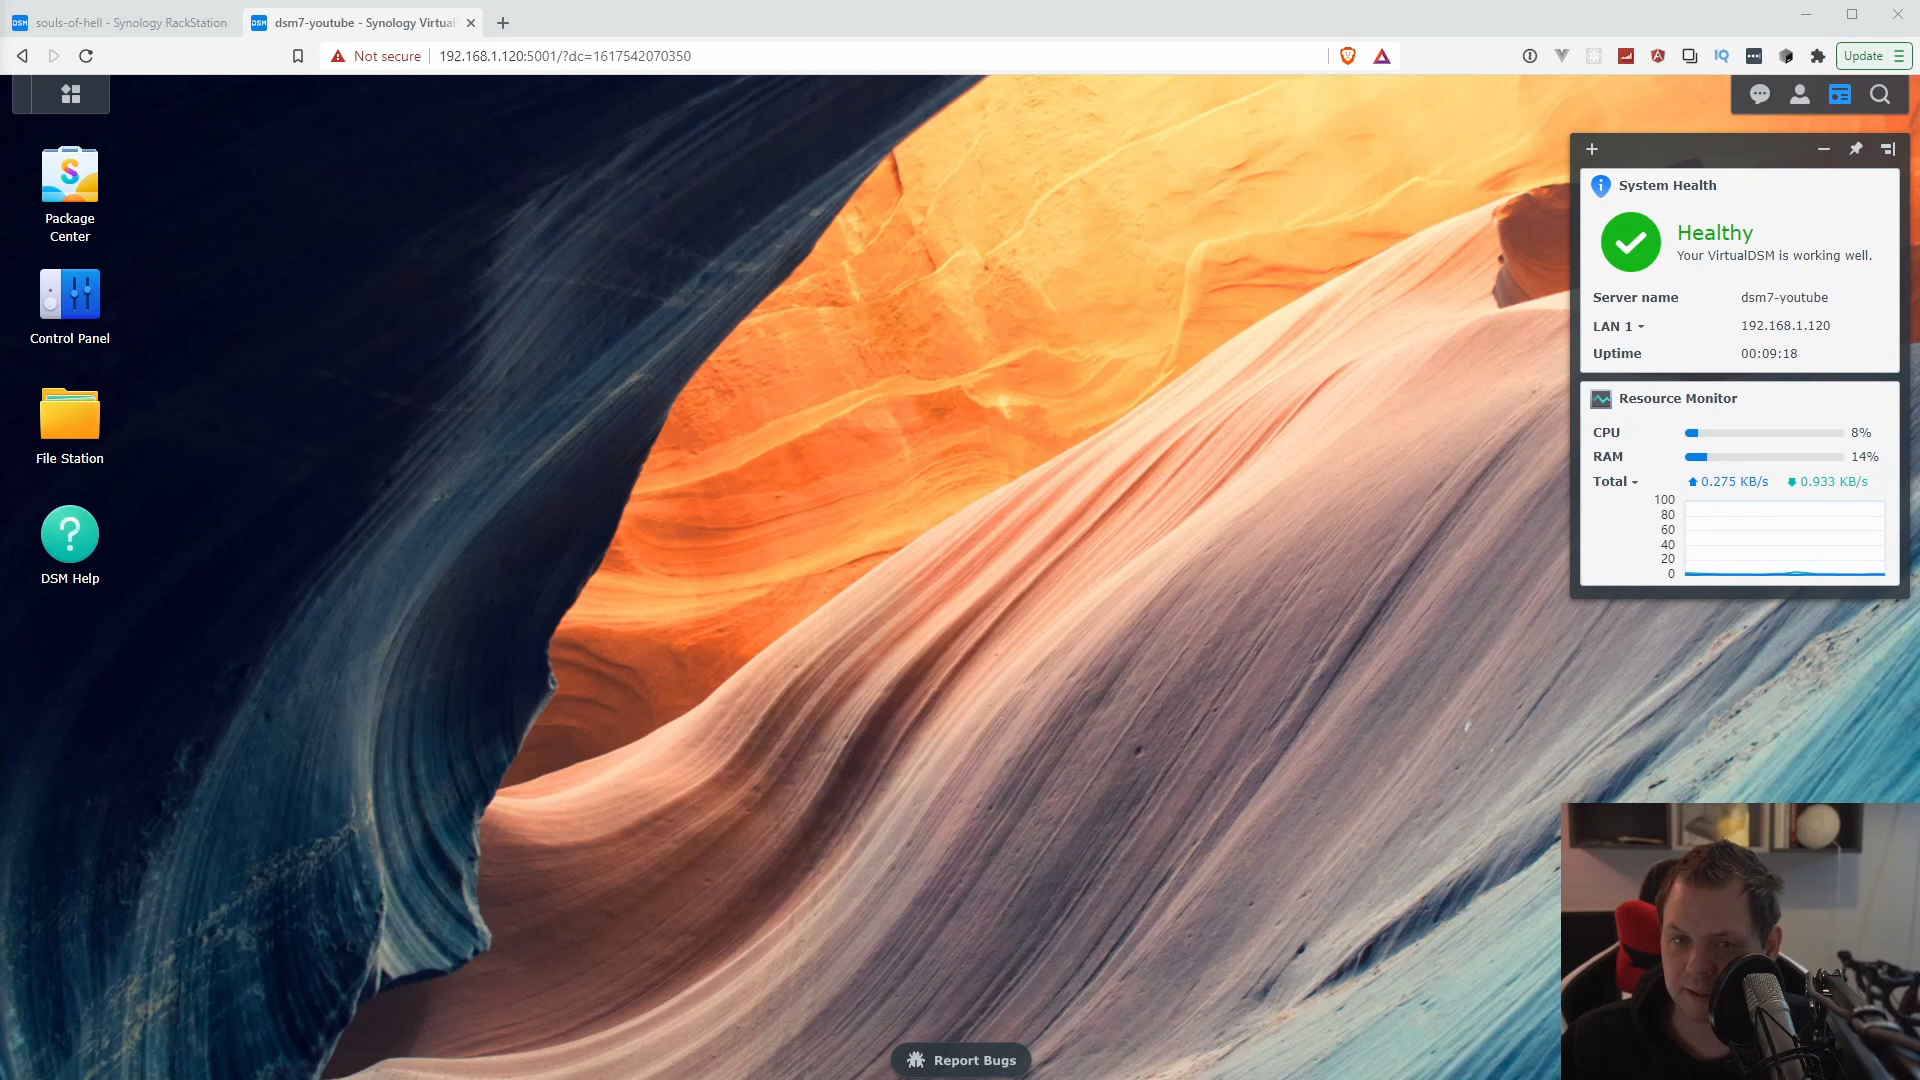 DSM souls-of-hell - Synology RackStation
DSM dsm7-youtube - Synology Virtual
Not secure 192.168.1.120:5001/?dc=1617542070350
IQ
Update
S
Package
Center
Control Panel
File Station
?
DSM Help
System Health
Healthy
Your VirtualDSM is working well.
Server name dsm7-youtube
LAN 1 192.168.1.120
Uptime 00:09:18
Resource Monitor
CPU 8%
RAM 14%
Total 0.275 KB/s 0.933 KB/s
100
80
60
40
20
0
Report Bugs